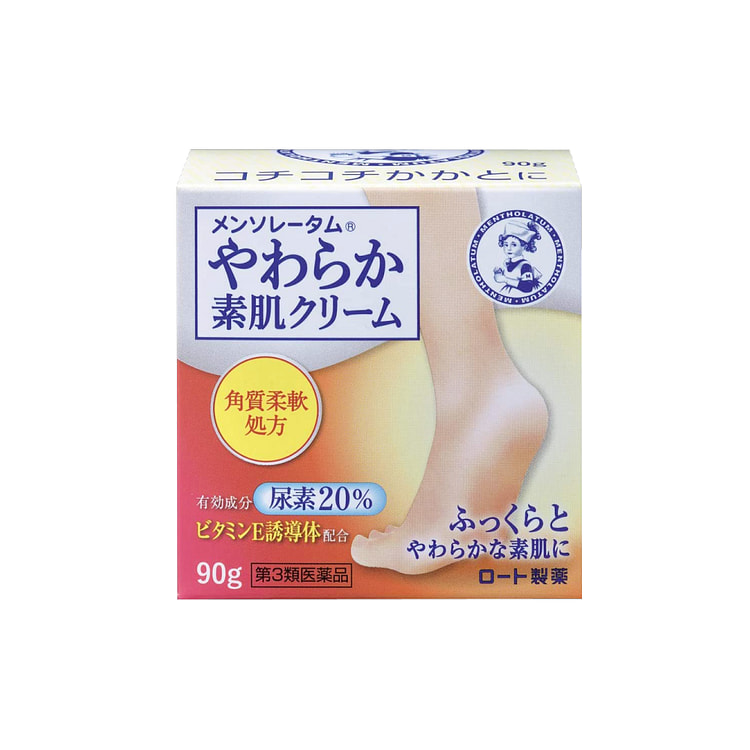 90g
コチコチかかとに
メンソレータム®
やわらか
素肌クリーム
MENTHOLATUM・MENTHOLATUM・MENTHOLATUM・
M
角質柔軟
処方
有効成分 尿素20%
ビタミンE誘導体配合
90g 第3類医薬品
ふっくらと
やわらかな素肌に
ロート製薬